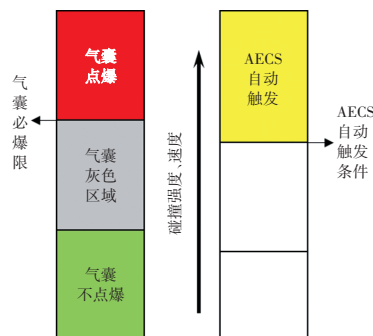 气囊
点爆
气
囊
必
爆
限
气囊
灰色
区域
气囊
不点爆
碰撞强度、速度
AECS
自动
触发
AECS
自动
触发
条件